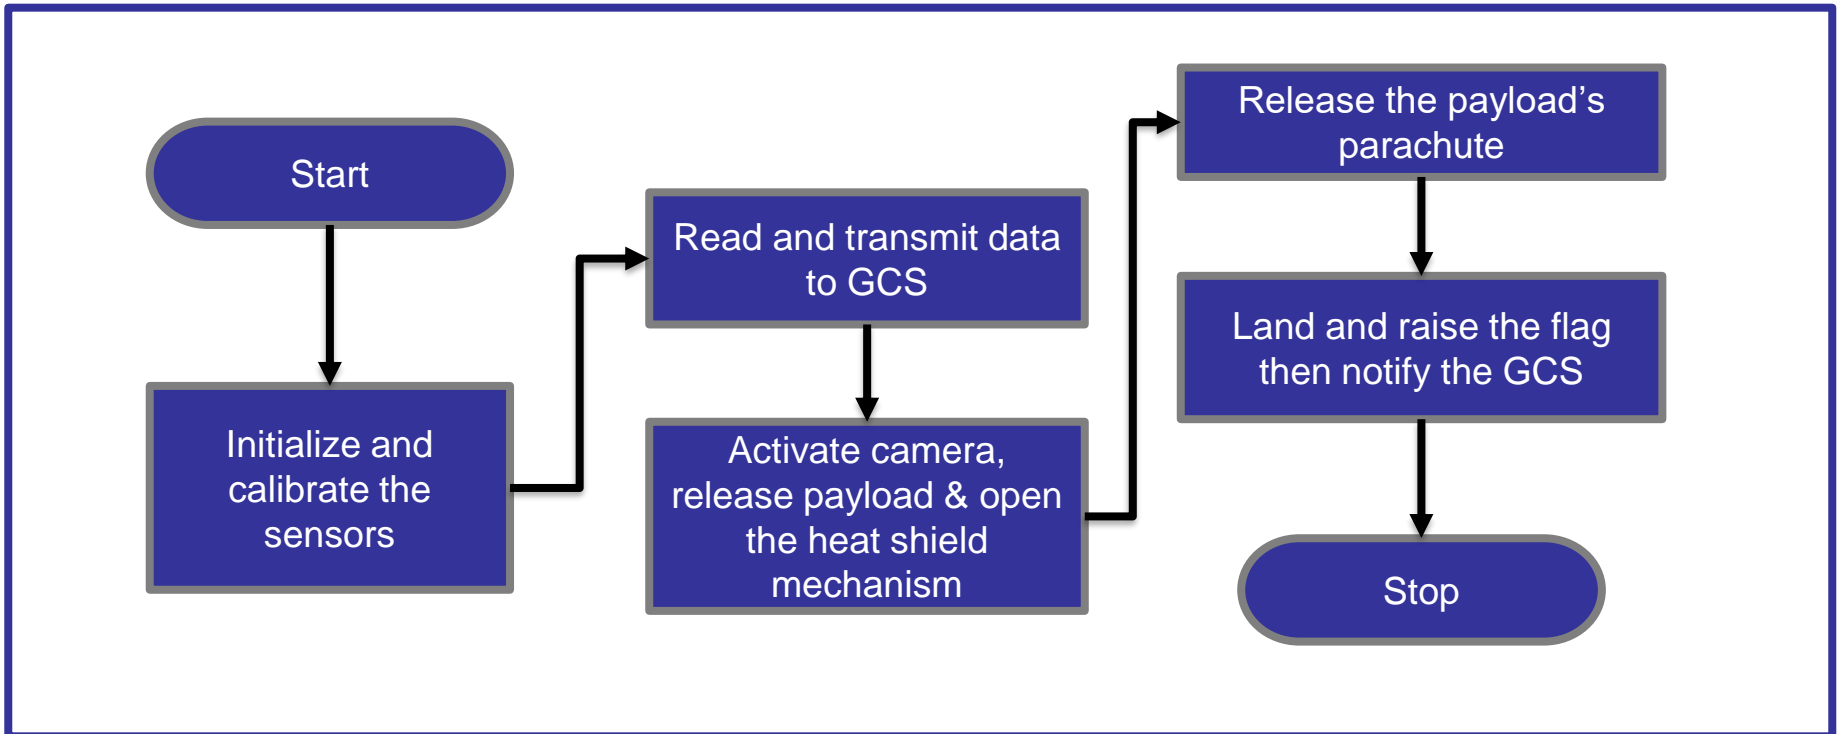 Start
Initialize and
calibrate the
sensors
Read and transmit data
to GCS
Activate camera,
release payload & open
the heat shield
mechanism
Release the payload’s
parachute
Land and raise the flag
then notify the GCS
Stop